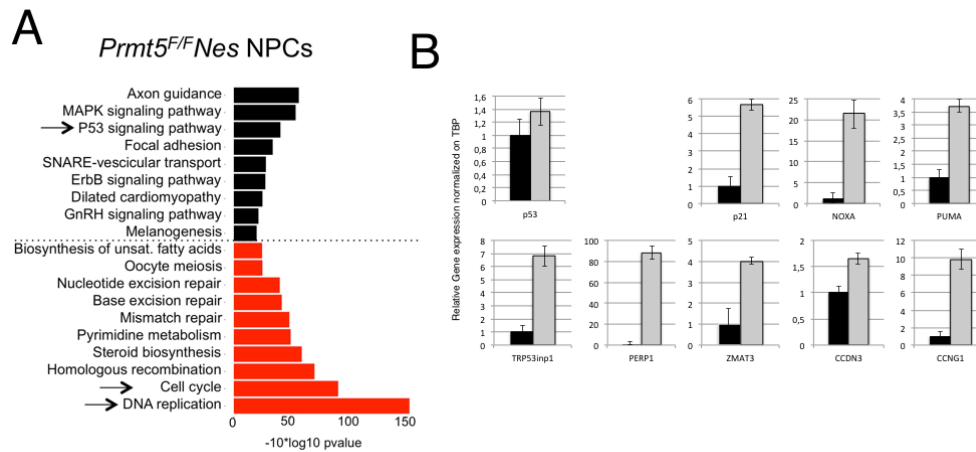 A
Prmt5F/FNes NPCs
Axon guidance
MAPK signaling pathway
P53 signaling pathway
Focal adhesion
SNARE-vescicular transport
ErbB signaling pathway
Dilated cardiomyopathy
GnRH signaling pathway
Melanogenesis
Biosynthesis of unsat. fatty acids
Oocyte meiosis
Nucleotide excision repair
Base excision repair
Mismatch repair
Pyrimidine metabolism
Steroid biosynthesis
Homologous recombination
Cell cycle
DNA replication
0 50 100 150
-10*log10 pvalue
B
Relative Gene expression normalized on TBP
1,6
1,4
1,2
1
0,8
0,6
0,4
0,2
0
p53
6
5
4
3
2
1
0
p21
25
20
15
10
5
0
NOXA
4
3,5
3
2,5
2
1,5
1
0,5
0
PUMA
8
7
6
5
4
3
2
1
0
TRP53inp1
100
80
60
40
20
0
PERP1
5
4
3
2
1
0
ZMAT3
2
1,5
1
0,5
0
CCDN3
12
10
8
6
4
2
0
CCNG1